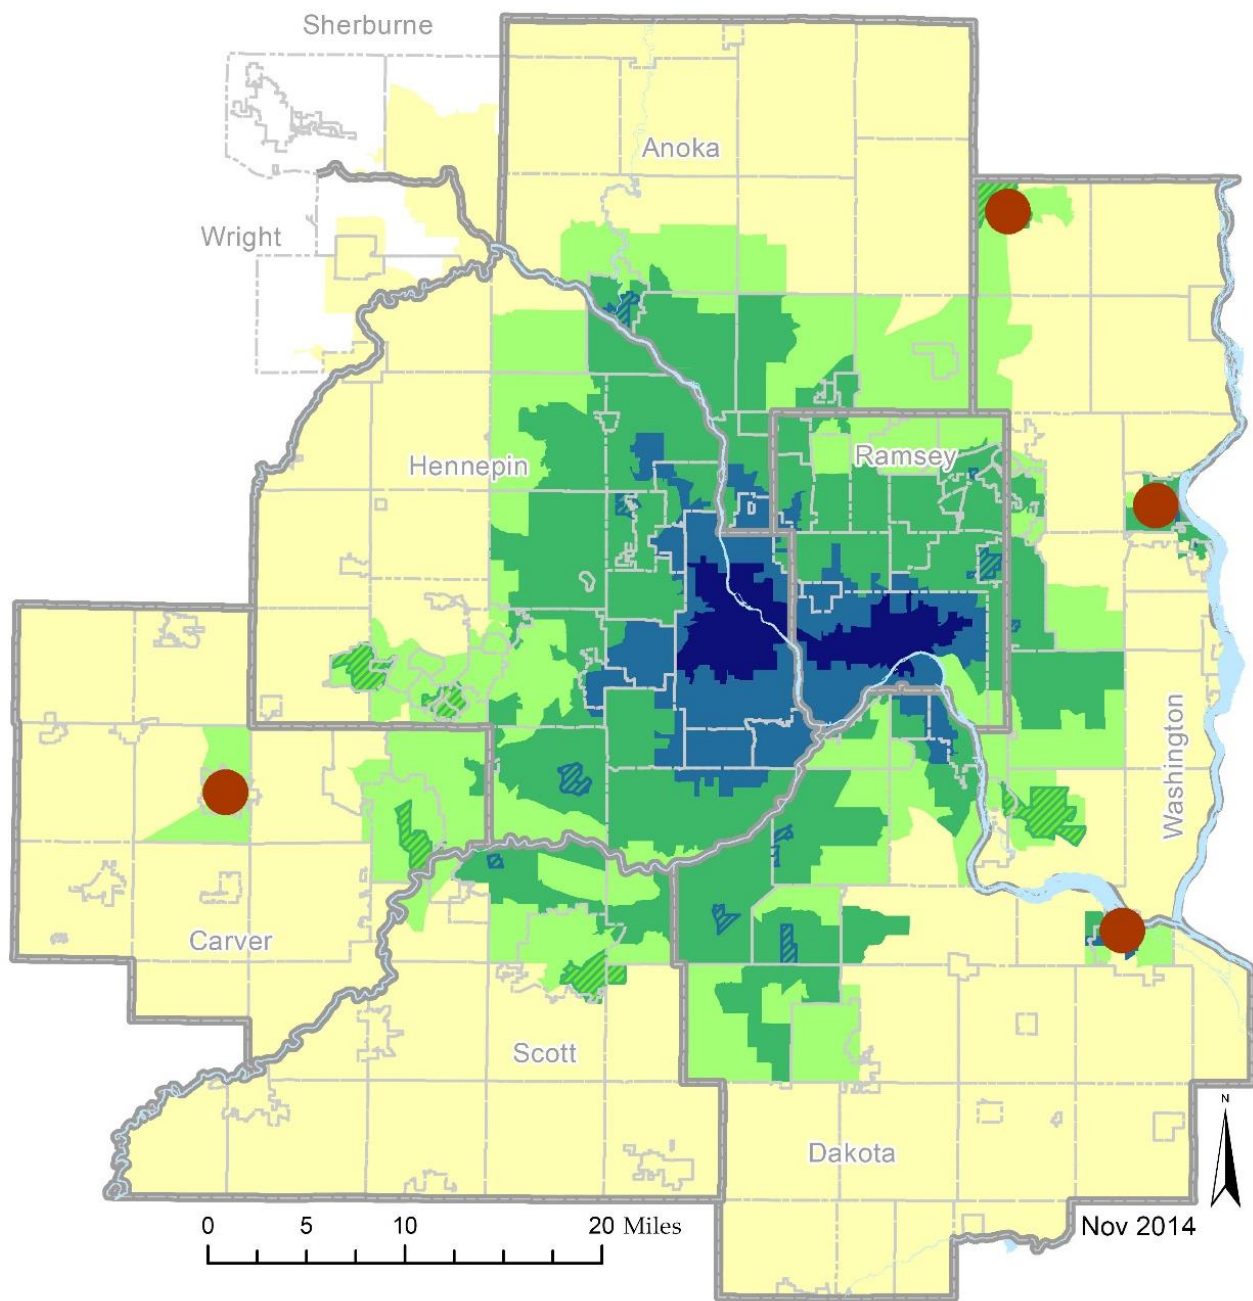 Sherburne
Anoka
Wright
Hennepin
Ramsey
Washington
Carver
Scott
Dakota
N
0 5 10 20 Miles
Nov 2014